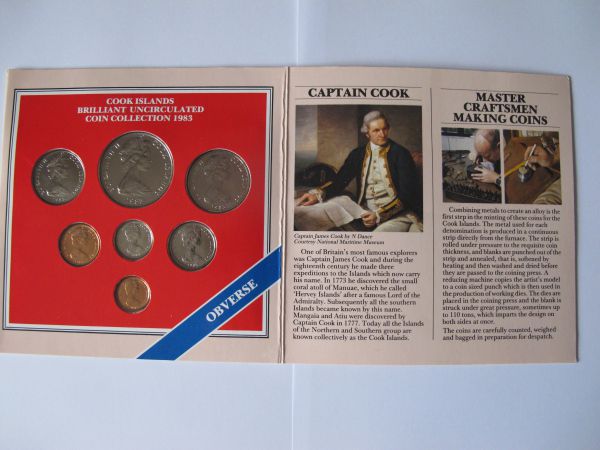 COOK ISLANDS
BRILLIANT UNCIRCULATED
COIN COLLECTION 1983
OBVERSE
CAPTAIN COOK
Captain James Cook by N Dance
Courtesy National Maritime Museum
One of Britain's most famous explorers
was Captain James Cook and during the
eighteenth century he made three
expeditions to the Islands which now carry
his name. In 1773 he discovered the small
coral atoll of Manuae, which he called
'Hervey Islands' after a famous Lord of the
Admiralty. Subsequently all the southern
Islands became known by this name.
Mangaia and Atiu were discovered by
Captain Cook in 1777. Today all the Islands
of the Northern and Southern group are
known collectively as the Cook Islands.
MASTER
CRAFTSMEN
MAKING COINS
Combining metals to create an alloy is the
first step in the minting of these coins for the
Cook Islands. The metal used for each
denomination is produced in a continuous
strip directly from the furnace. The strip is
rolled under pressure to the requisite coin
thickness, and blanks are punched out of the
strip and annealed, that is, softened by
heating and then washed and dried before
they are passed to the coining press. A
reducing machine copies the artist's model
to a coin sized punch which is then used in
the production of working dies. The dies are
placed in the coining press and the blank is
struck under great pressure, sometimes up
to 110 tons, which imparts the design on
both sides at once.
The coins are carefully counted, weighed
and bagged in preparation for despatch.